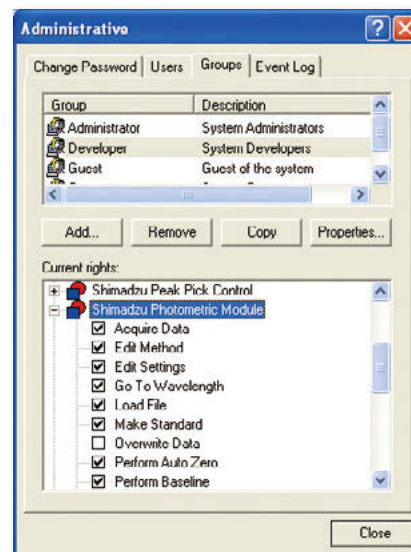 Administrative
Change Password Users Groups Event Log
Group Description
Administrator System Administrators
Developer System Developers
Guest Guest of the system
Add... Remove Copy Properties...
Current rights:
Shimadzu Peak Pick Control
Shimadzu Photometric Module
Acquire Data
Edit Method
Edit Settings
Go To Wavelength
Load File
Make Standard
Overwrite Data
Perform Auto Zero
Perform Baseline
Close